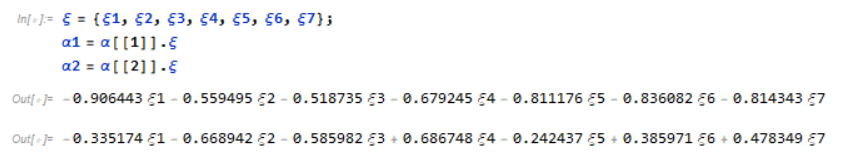 In[◦]:= ξ = {ξ1, ξ2, ξ3, ξ4, ξ5, ξ6, ξ7};
α1 = α[[1]].ξ
α2 = α[[2]].ξ
Out[◦]= -0.906443 ξ1 - 0.559495 ξ2 - 0.518735 ξ3 - 0.679245 ξ4 - 0.811176 ξ5 - 0.836082 ξ6 - 0.814343 ξ7
Out[◦]= -0.335174 ξ1 - 0.668942 ξ2 - 0.585982 ξ3 + 0.686748 ξ4 - 0.242437 ξ5 + 0.385971 ξ6 + 0.478349 ξ7